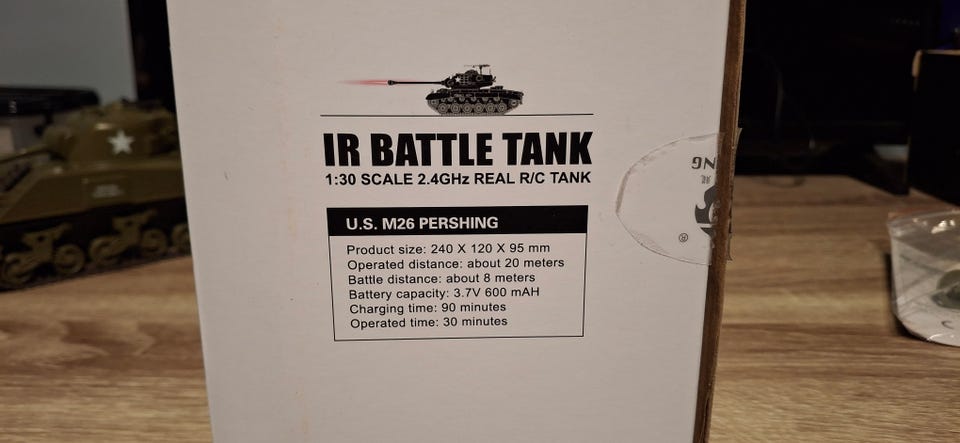 IR BATTLE TANK
1:30 SCALE 2.4GHz REAL R/C TANK
U.S. M26 PERSHING
Product size: 240 X 120 X 95 mm
Operated distance: about 20 meters
Battle distance: about 8 meters
Battery capacity: 3.7V 600 mAH
Charging time: 90 minutes
Operated time: 30 minutes
NG
®